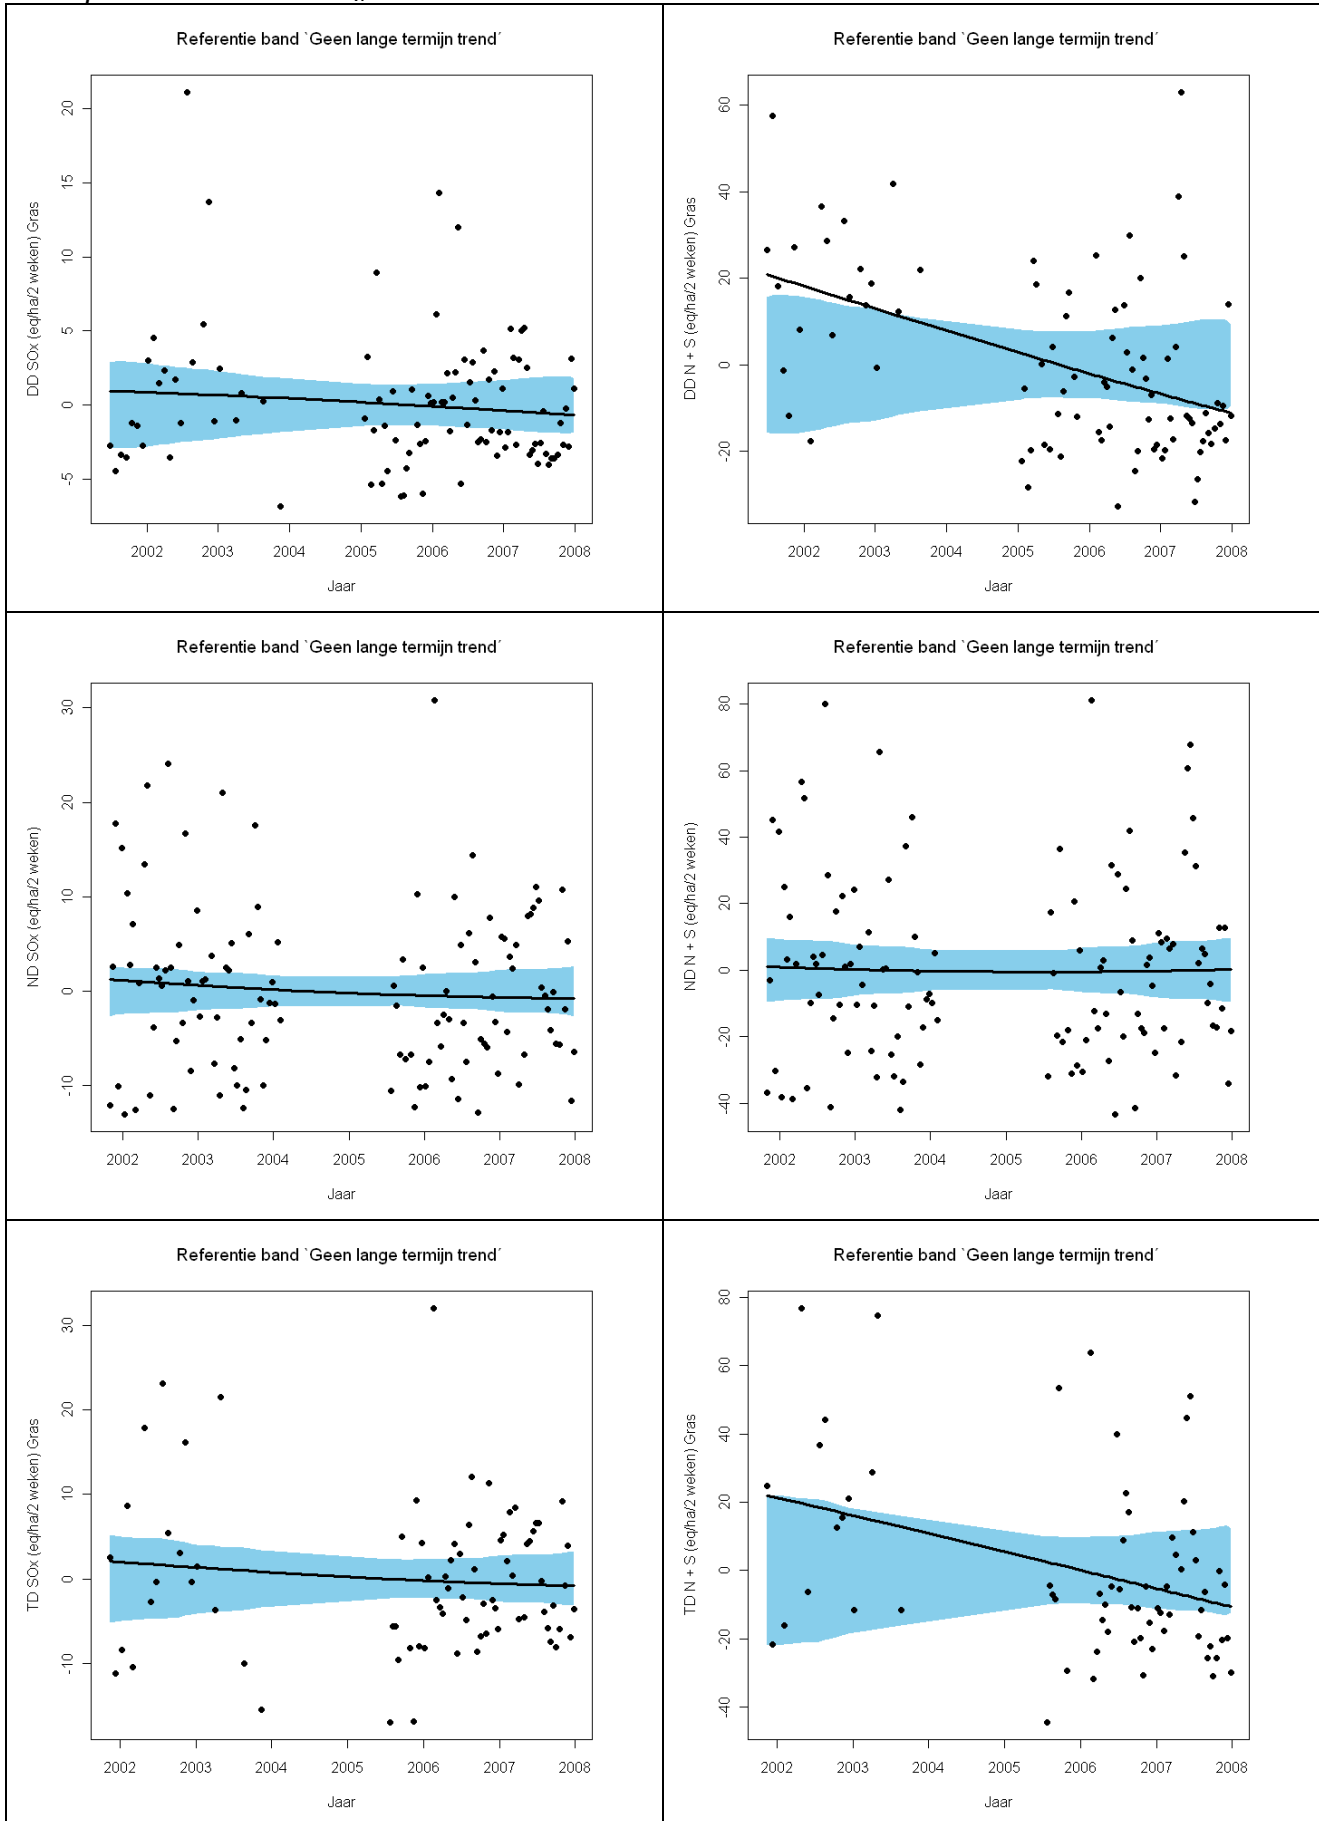 Referentie band `Geen lange termijn trend´
DD SOx (eq/ha/2 weken) Gras
20
15
10
5
0
-5
2002 2003 2004 2005 2006 2007 2008
Jaar
Referentie band `Geen lange termijn trend´
DD N + S (eq/ha/2 weken) Gras
60
40
20
0
-20
2002 2003 2004 2005 2006 2007 2008
Jaar
Referentie band `Geen lange termijn trend´
ND SOx (eq/ha/2 weken)
30
20
10
0
-10
2002 2003 2004 2005 2006 2007 2008
Jaar
Referentie band `Geen lange termijn trend´
ND N + S (eq/ha/2 weken)
80
60
40
20
0
-20
-40
2002 2003 2004 2005 2006 2007 2008
Jaar
Referentie band `Geen lange termijn trend´
TD SOx (eq/ha/2 weken) Gras
30
20
10
0
-10
2002 2003 2004 2005 2006 2007 2008
Jaar
Referentie band `Geen lange termijn trend´
TD N + S (eq/ha/2 weken) Gras
80
60
40
20
0
-20
-40
2002 2003 2004 2005 2006 2007 2008
Jaar